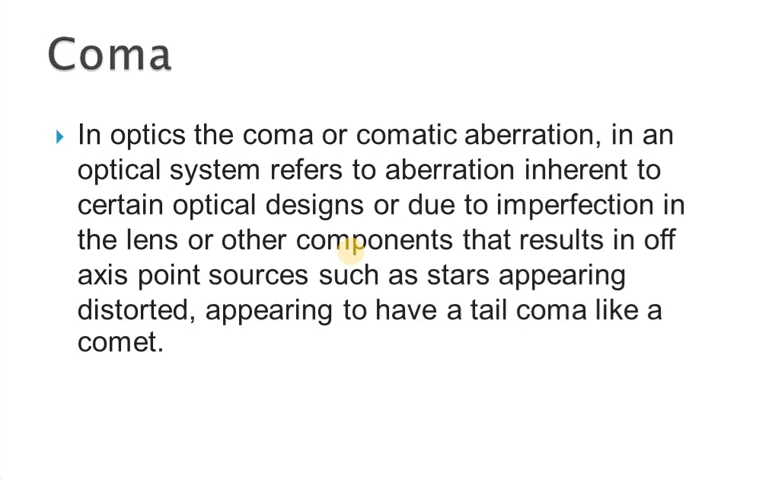 Coma
In optics the coma or comatic aberration, in an
optical system refers to aberration inherent to
certain optical designs or due to imperfection in
the lens or other components that results in off
axis point sources such as stars appearing
distorted, appearing to have a tail coma like a
comet.